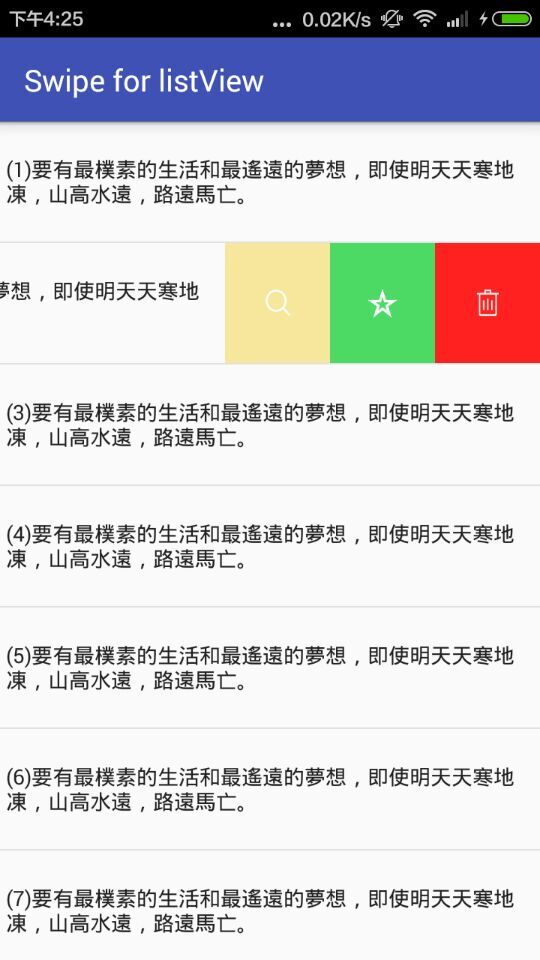 下午4:25
... 0.02K/s
Swipe for listView
(1)要有最樸素的生活和最遙遠的夢想，即使明天天寒地
凍，山高水遠，路遠馬亡。
夢想，即使明天天寒地
(3)要有最樸素的生活和最遙遠的夢想，即使明天天寒地
凍，山高水遠，路遠馬亡。
(4)要有最樸素的生活和最遙遠的夢想，即使明天天寒地
凍，山高水遠，路遠馬亡。
(5)要有最樸素的生活和最遙遠的夢想，即使明天天寒地
凍，山高水遠，路遠馬亡。
(6)要有最樸素的生活和最遙遠的夢想，即使明天天寒地
凍，山高水遠，路遠馬亡。
(7)要有最樸素的生活和最遙遠的夢想，即使明天天寒地
凍，山高水遠，路遠馬亡。